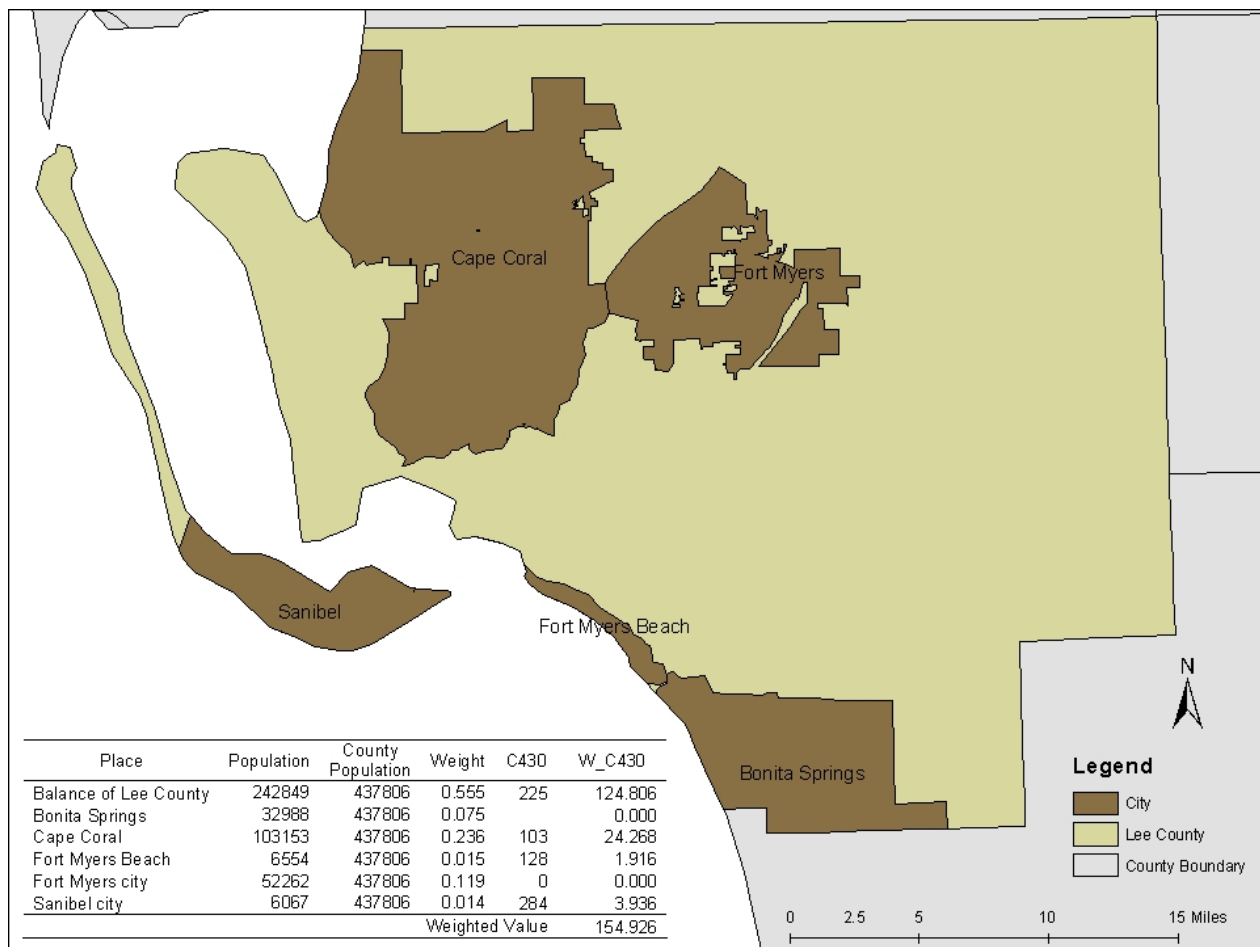 Cape Coral
Fort Myers
Sanibel
Fort Myers Beach
Bonita Springs
N
Place Population County Population Weight C430 W_C430
Balance of Lee County 242849 437806 0.555 225 124.806
Bonita Springs 32988 437806 0.075 0.000
Cape Coral 103153 437806 0.236 103 24.268
Fort Myers Beach 6554 437806 0.015 128 1.916
Fort Myers city 52262 437806 0.119 0 0.000
Sanibel city 6067 437806 0.014 284 3.936
Weighted Value 154.926
Legend
City
Lee County
County Boundary
0 2.5 5 10 15 Miles